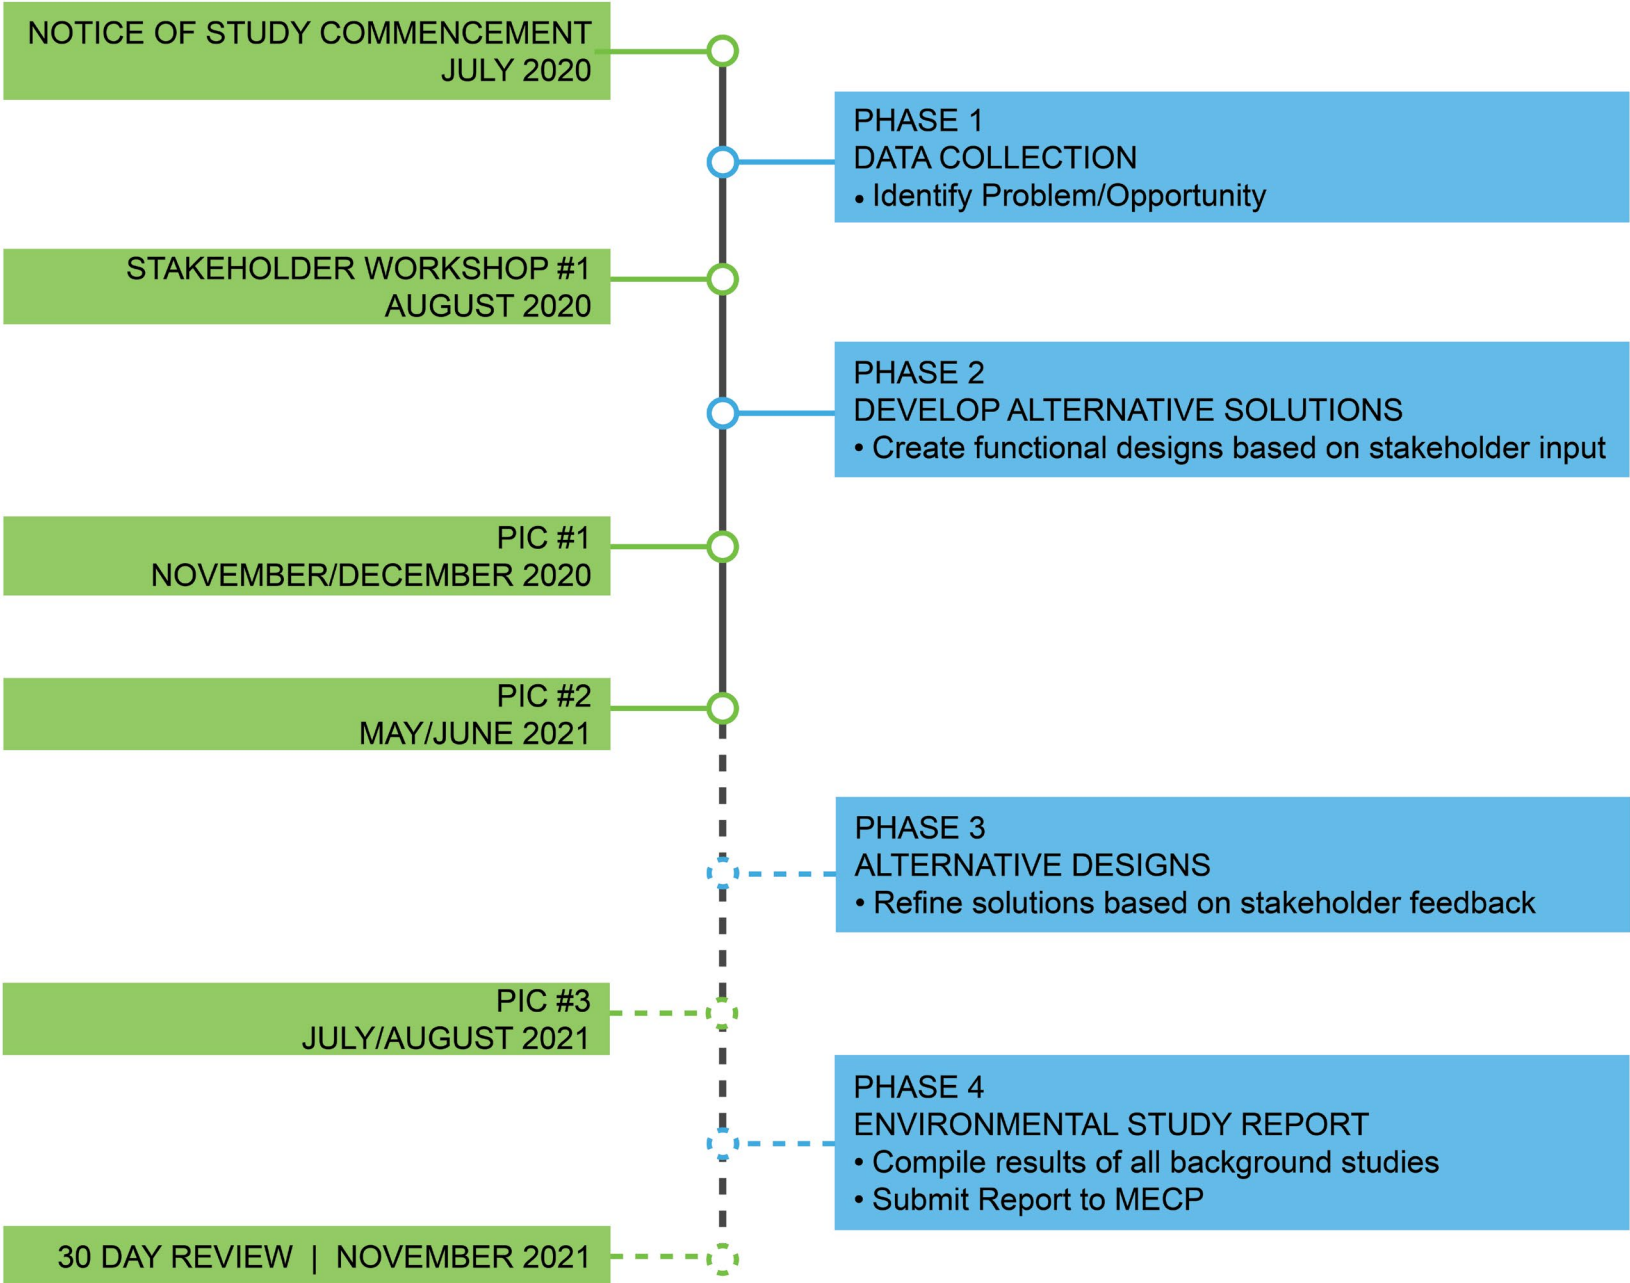 NOTICE OF STUDY COMMENCEMENT
JULY 2020
PHASE 1
DATA COLLECTION
• Identify Problem/Opportunity
STAKEHOLDER WORKSHOP #1
AUGUST 2020
PHASE 2
DEVELOP ALTERNATIVE SOLUTIONS
• Create functional designs based on stakeholder input
PIC #1
NOVEMBER/DECEMBER 2020
PIC #2
MAY/JUNE 2021
PHASE 3
ALTERNATIVE DESIGNS
• Refine solutions based on stakeholder feedback
PIC #3
JULY/AUGUST 2021
PHASE 4
ENVIRONMENTAL STUDY REPORT
• Compile results of all background studies
• Submit Report to MECP
30 DAY REVIEW | NOVEMBER 2021